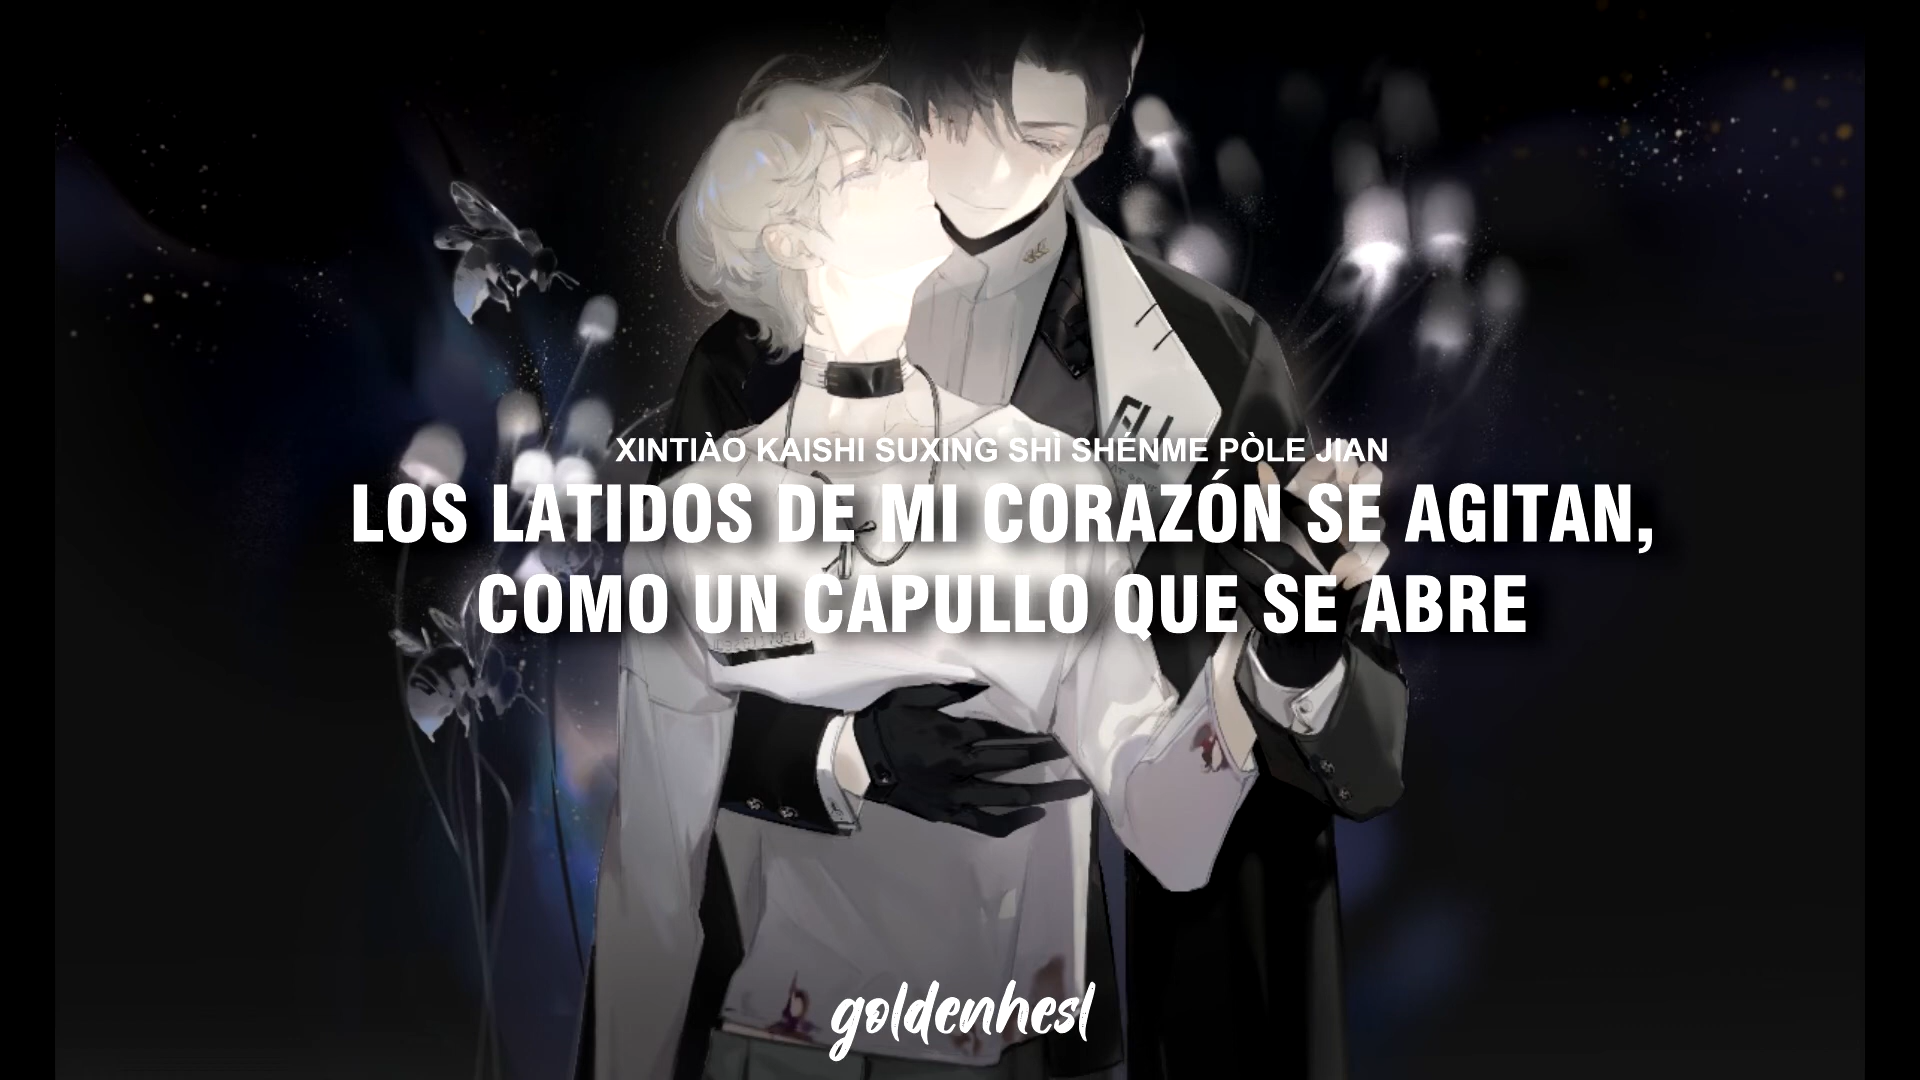 XINTIÀO KAISHI SUXING SHÌ SHÉNME PÒLE JIAN
LOS LATIDOS DE MI CORAZÓN SE AGITAN,
COMO UN CAPULLO QUE SE ABRE
goldenhesl